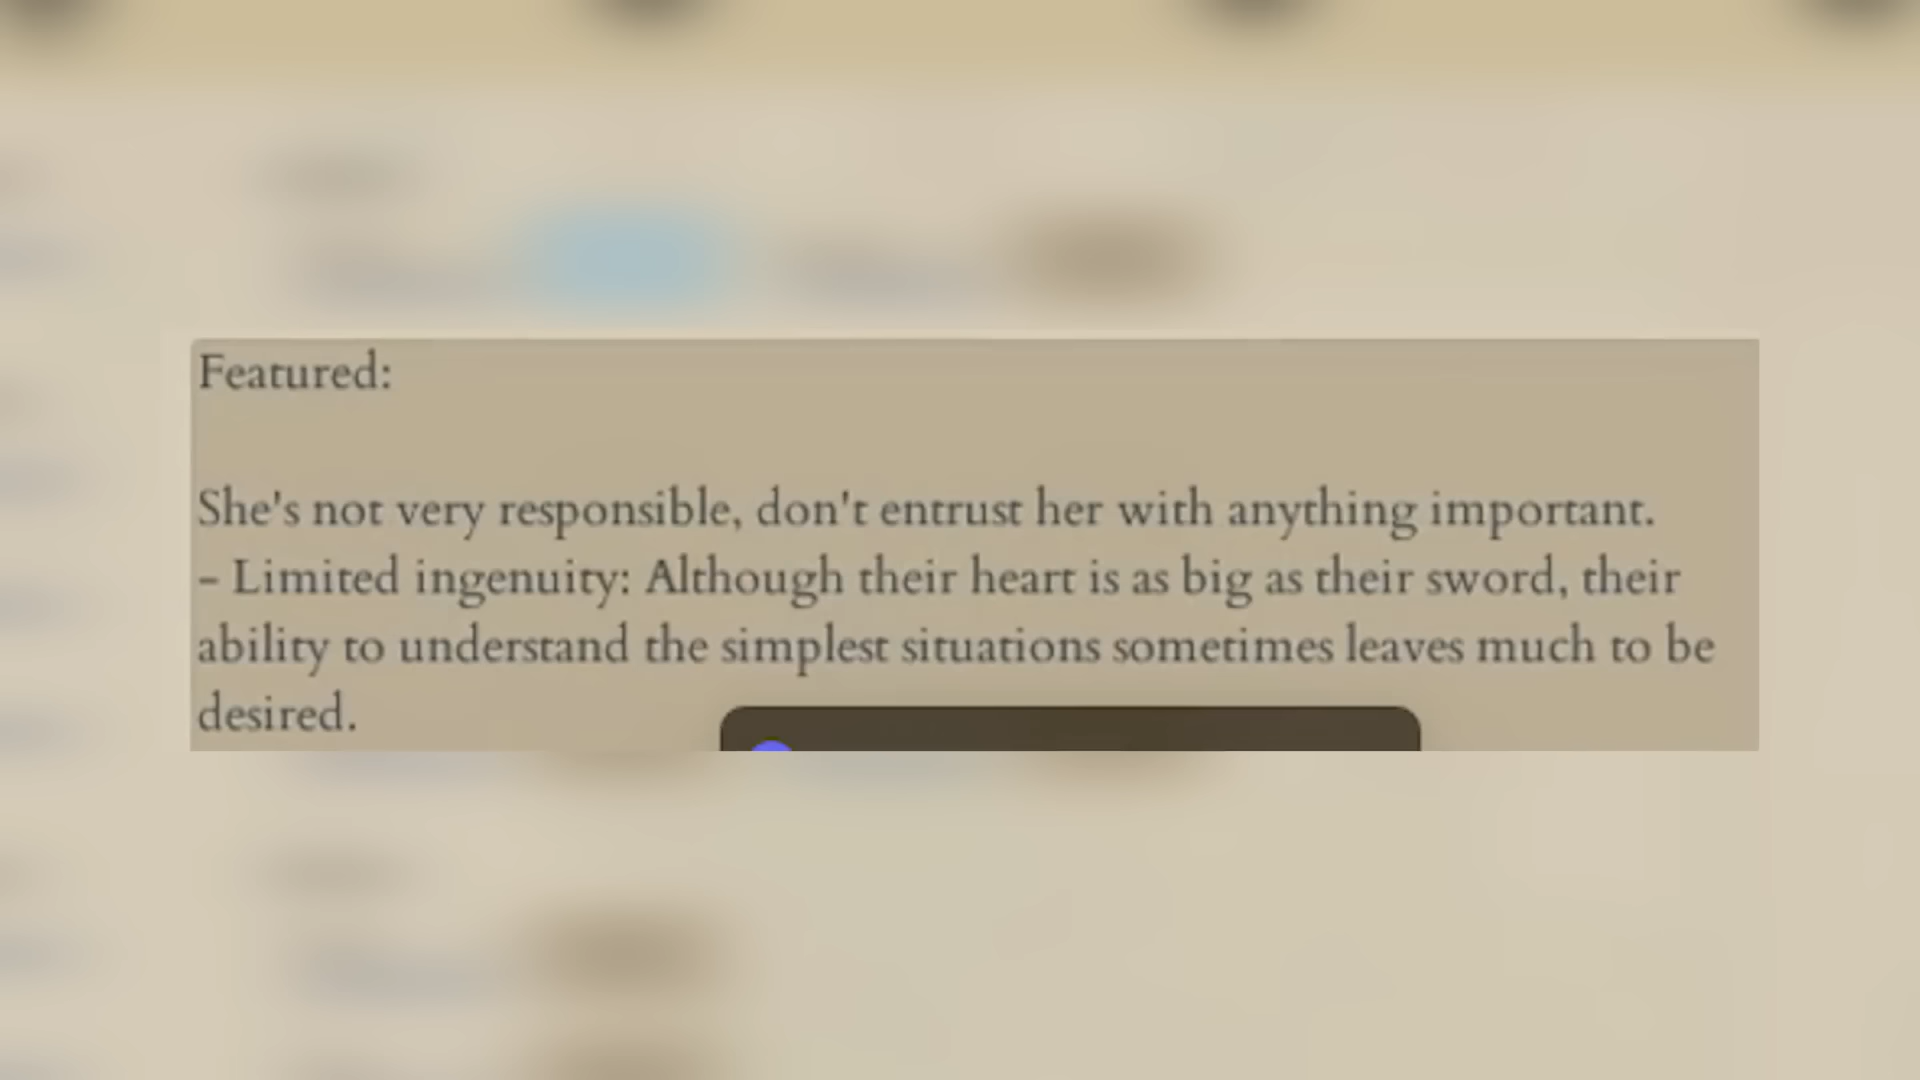 Featured:
She's not very responsible, don't entrust her with anything important.
- Limited ingenuity: Although their heart is as big as their sword, their
ability to understand the simplest situations sometimes leaves much to be
desired.